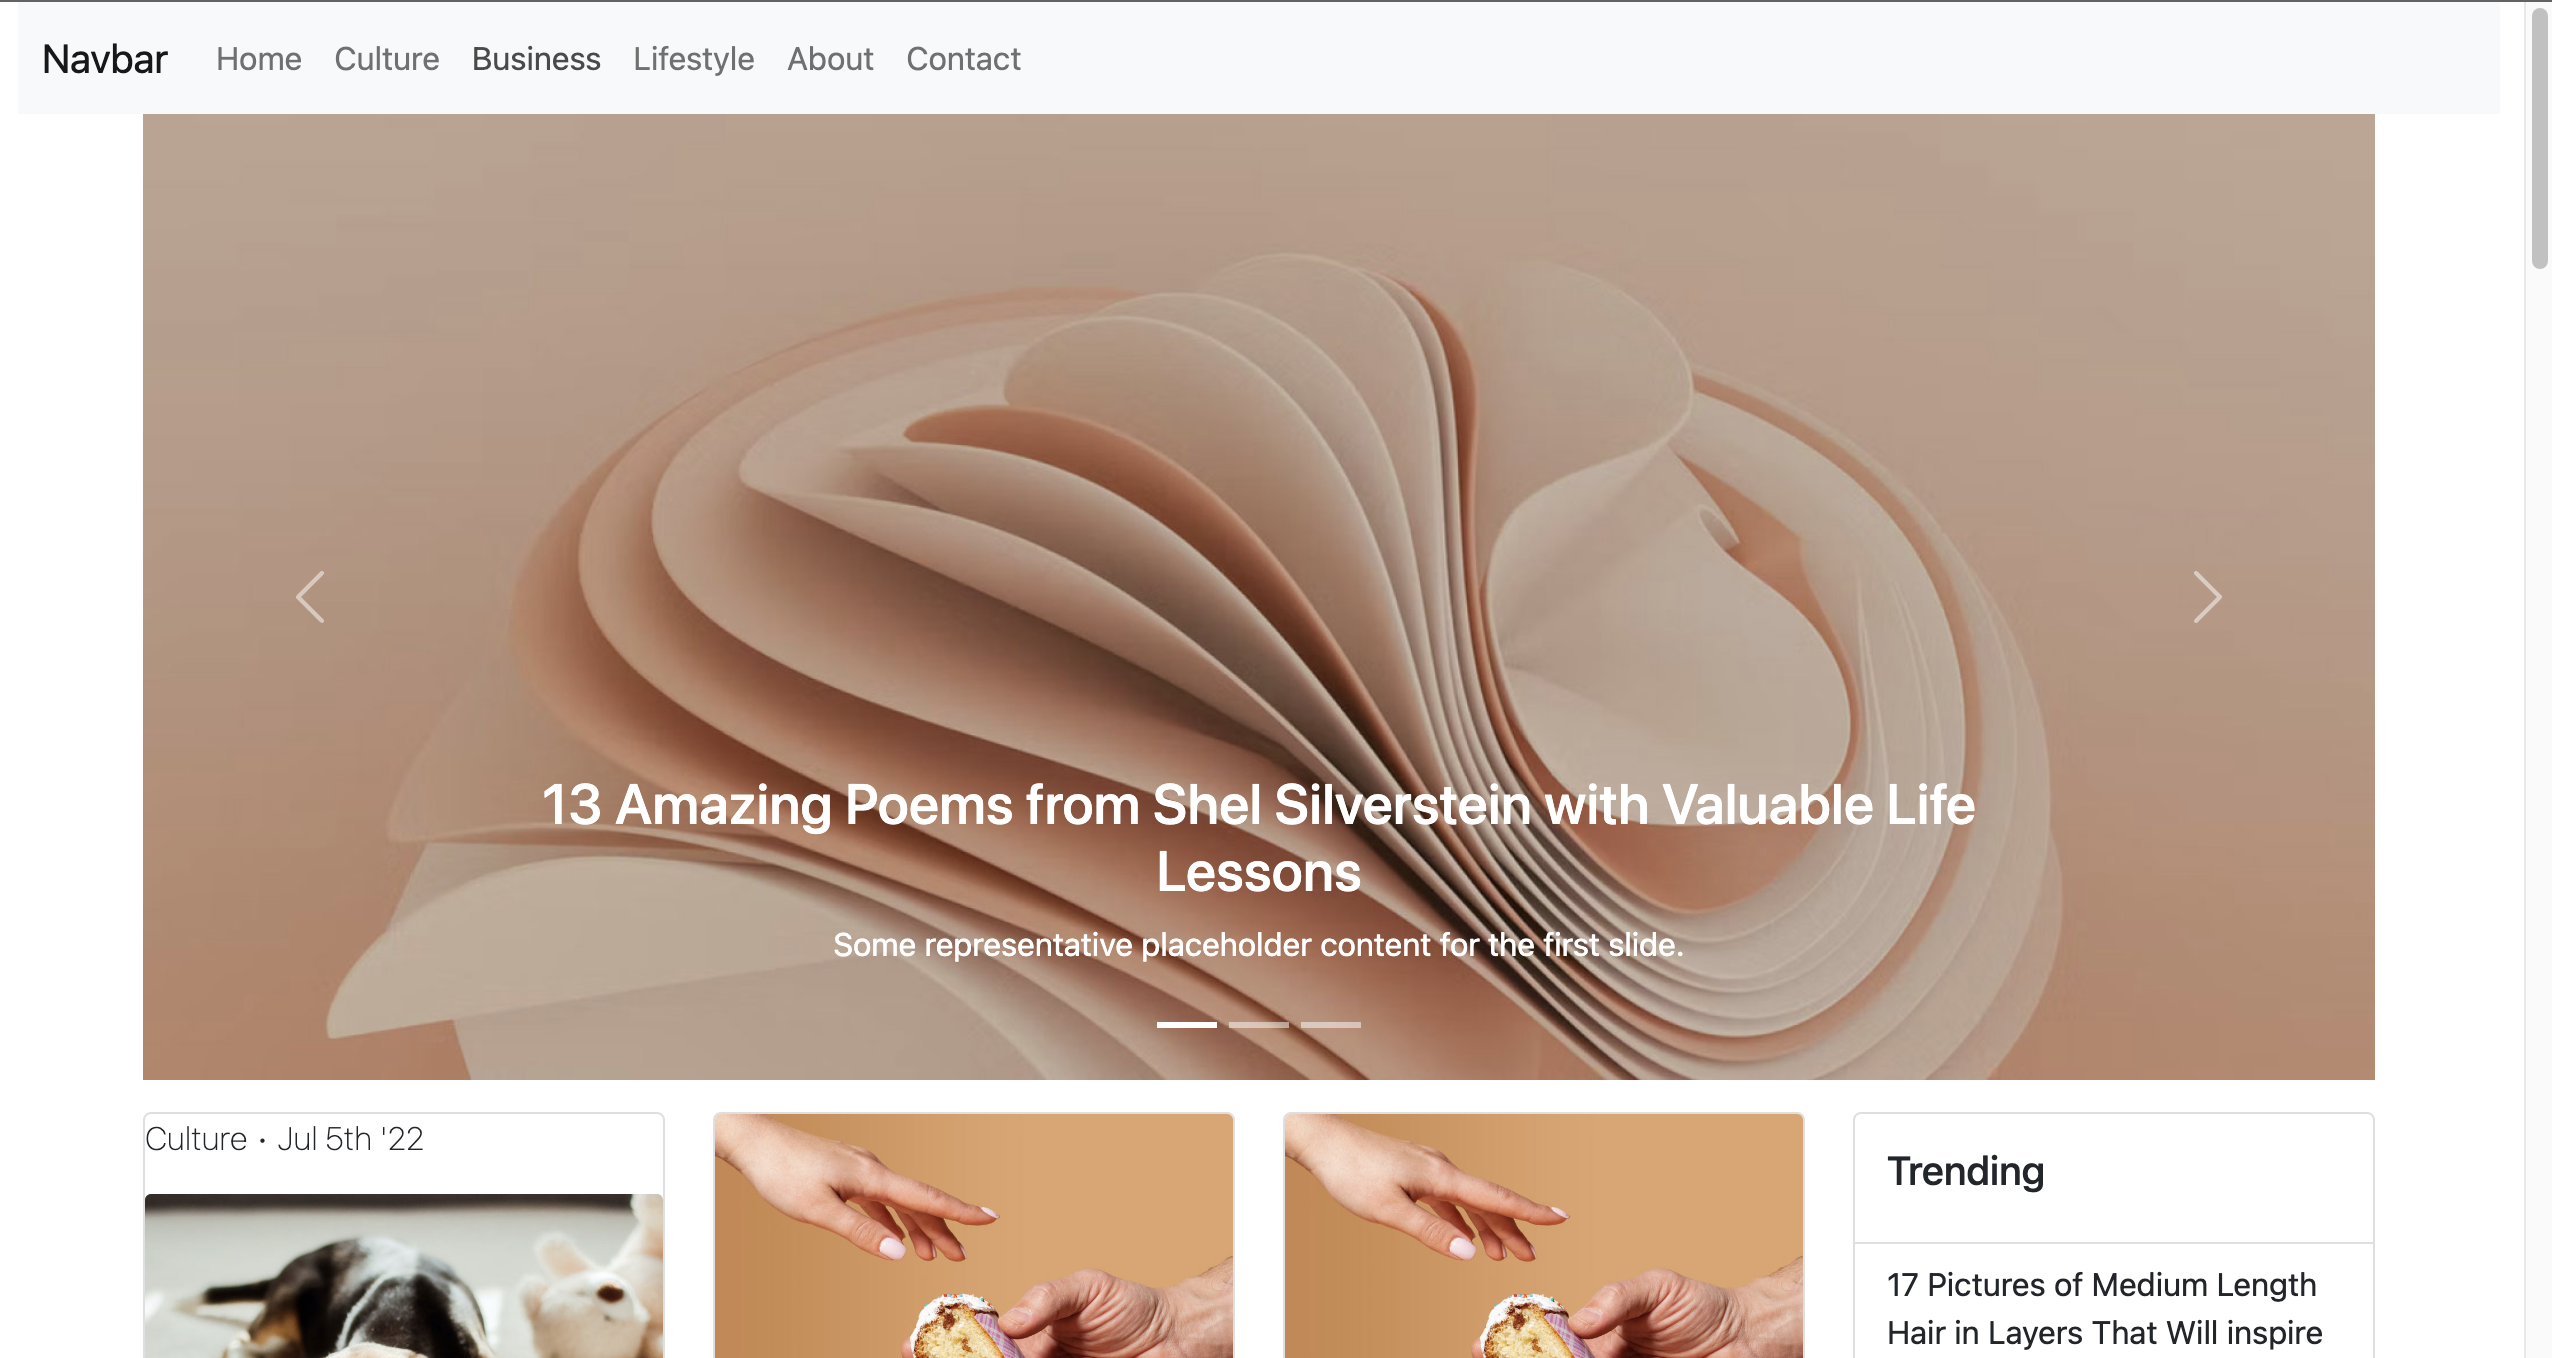 Navbar Home Culture Business Lifestyle About Contact
13 Amazing Poems from Shel Silverstein with Valuable Life
Lessons
Some representative placeholder content for the first slide.
Culture • Jul 5th '22
Trending
17 Pictures of Medium Length
Hair in Layers That Will inspire